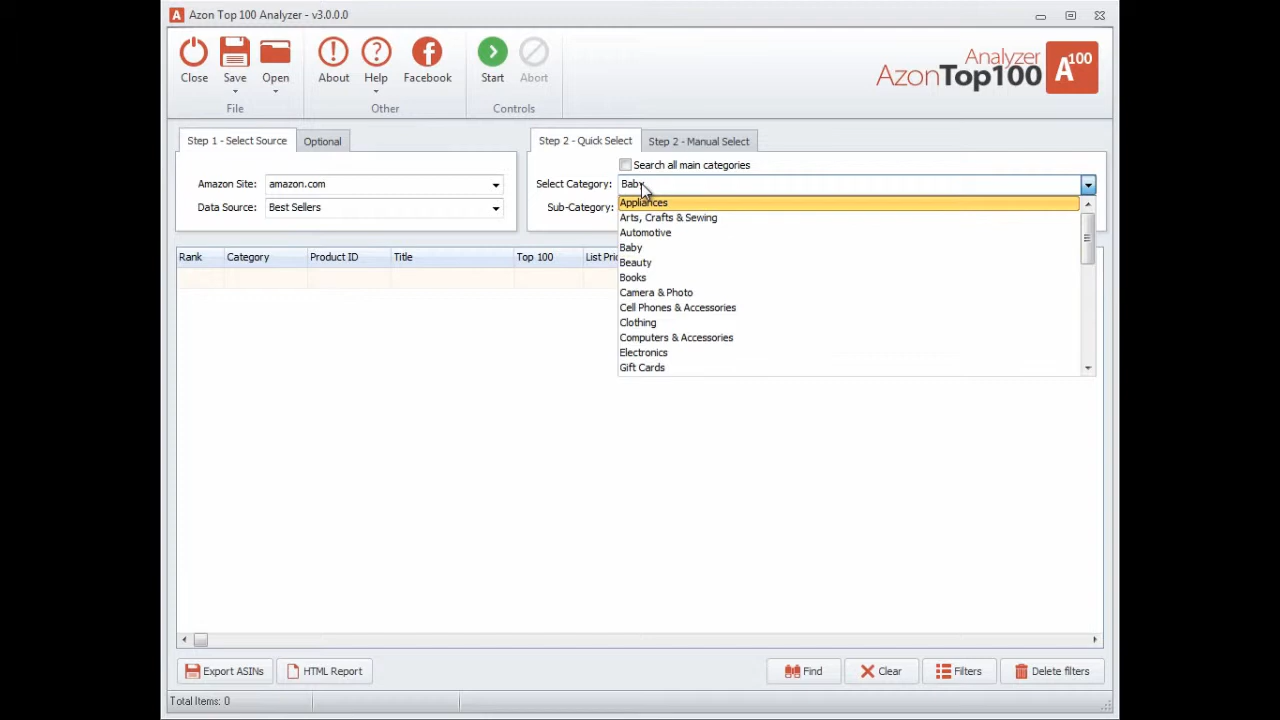 Azon Top 100 Analyzer - v3.0.0.0
Close
Save
Open
About
Help
Facebook
Start
Abort
File
Other
Controls
Analyzer
AzonTop100
A100
Step 1 - Select Source
Optional
Step 2 - Quick Select
Step 2 - Manual Select
Search all main categories
Amazon Site:
amazon.com
Select Category:
Baby
Data Source:
Best Sellers
Sub-Category:
Appliances
Arts, Crafts & Sewing
Automotive
Baby
Beauty
Books
Camera & Photo
Cell Phones & Accessories
Clothing
Computers & Accessories
Electronics
Gift Cards
Rank
Category
Product ID
Title
Top 100
List Pri
Export ASINs
HTML Report
Find
Clear
Filters
Delete filters
Total Items: 0